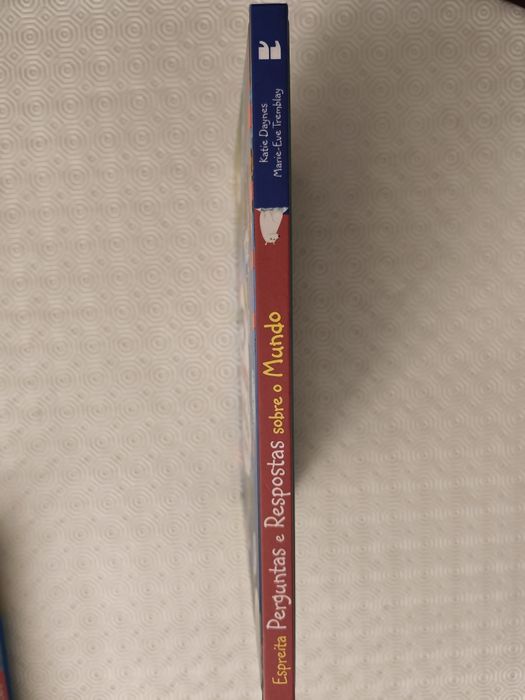 Espreita Perguntas e Respostas sobre o Mundo
Katie Daynes
Marie-Eve Tremblay